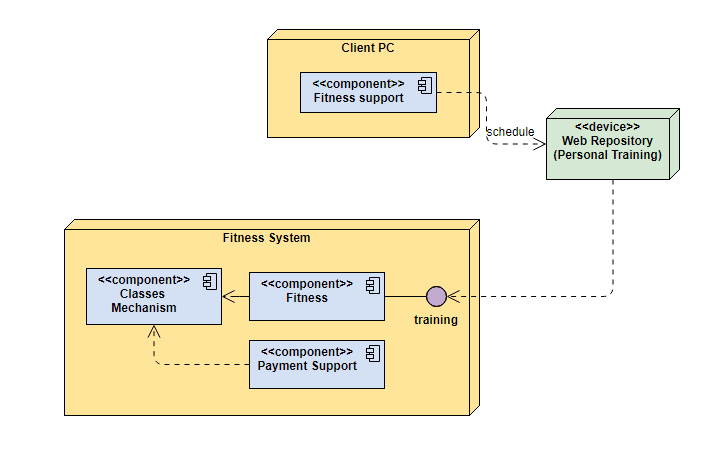 Client PC
<<component>>
Fitness support
schedule
<<device>>
Web Repository
(Personal Training)
Fitness System
<<component>>
Classes
Mechanism
<<component>>
Fitness
training
<<component>>
Payment Support